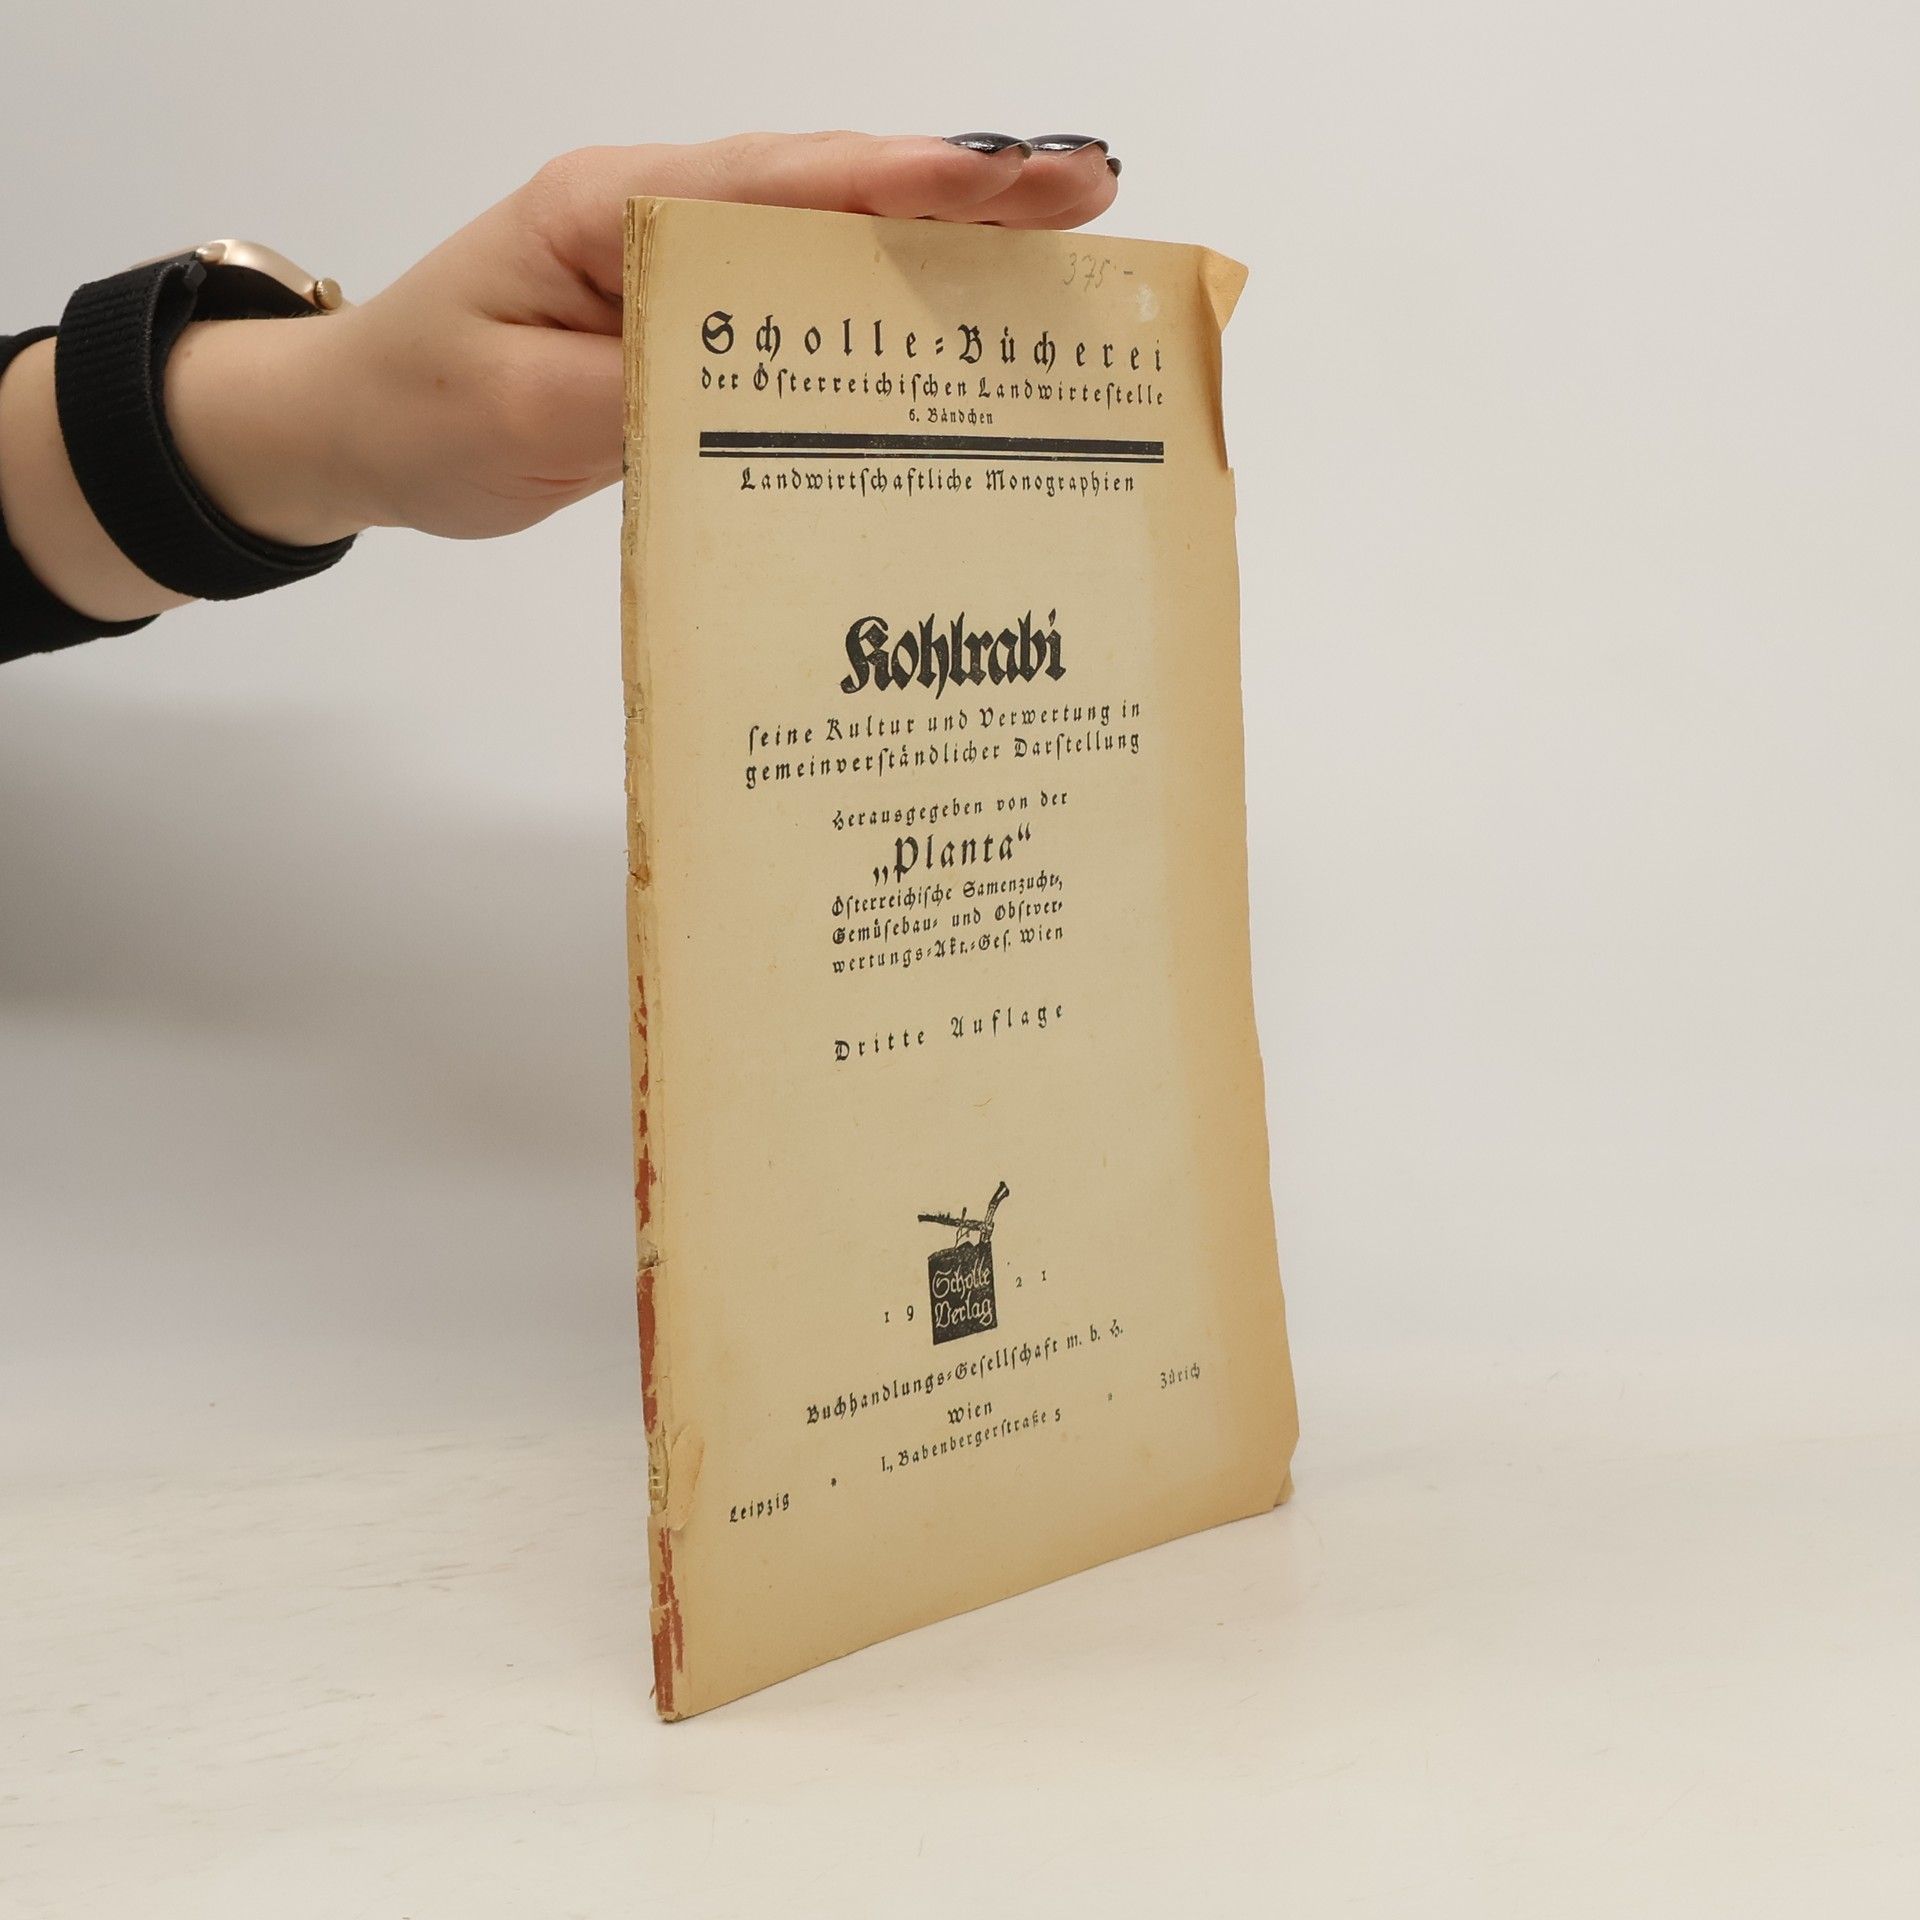 375.-
Scholle=Bücherei
der Österreichischen Landwirtestelle
6. Bändchen
Landwirtschaftliche Monographien
Kohlrabi
seine Kultur und Verwertung in
gemeinverständlicher Darstellung
Herausgegeben von der
„Planta“
Österreichische Samenzucht=,
Gemüsebau= und Obstver=
wertungs=Akt.=Ges. Wien
Dritte Auflage
Scholle
Verlag
1921
Buchhandlungs=Gesellschaft m. b. H.
Wien
Leipzig * I., Babenbergerstraße 5 * Zürich